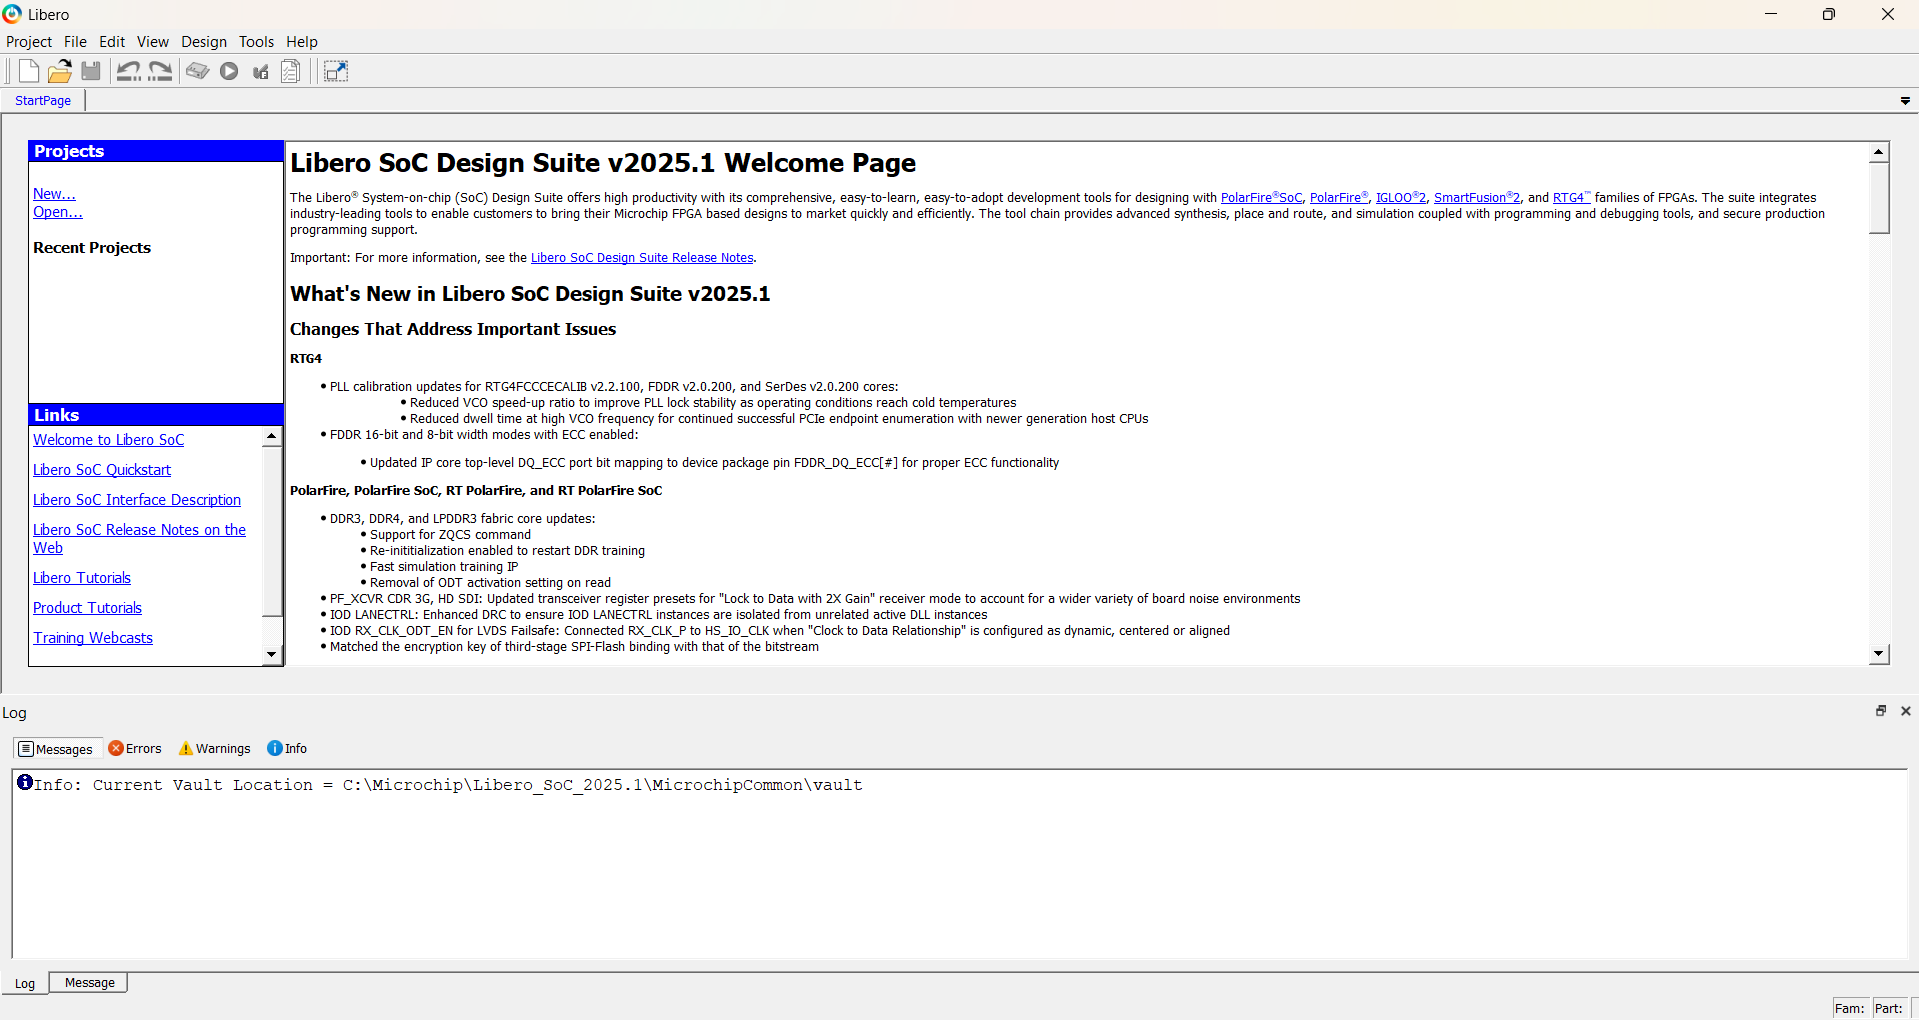 Libero
Project File Edit View Design Tools Help
StartPage
Projects
New...
Open...
Recent Projects
Links
Welcome to Libero SoC
Libero SoC Quickstart
Libero SoC Interface Description
Libero SoC Release Notes on the
Web
Libero Tutorials
Product Tutorials
Training Webcasts
Libero SoC Design Suite v2025.1 Welcome Page
The Libero® System-on-chip (SoC) Design Suite offers high productivity with its comprehensive, easy-to-learn, easy-to-adopt development tools for designing with PolarFire®SoC, PolarFire®, IGLOO®2, SmartFusion®2, and RTG4™ families of FPGAs. The suite integrates
industry-leading tools to enable customers to bring their Microchip FPGA based designs to market quickly and efficiently. The tool chain provides advanced synthesis, place and route, and simulation coupled with programming and debugging tools, and secure production
programming support.
Important: For more information, see the Libero SoC Design Suite Release Notes.
What's New in Libero SoC Design Suite v2025.1
Changes That Address Important Issues
RTG4
• PLL calibration updates for RTG4FCCCECALIB v2.2.100, FDDR v2.0.200, and SerDes v2.0.200 cores:
• Reduced VCO speed-up ratio to improve PLL lock stability as operating conditions reach cold temperatures
• Reduced dwell time at high VCO frequency for continued successful PCIe endpoint enumeration with newer generation host CPUs
• FDDR 16-bit and 8-bit width modes with ECC enabled:
• Updated IP core top-level DQ_ECC port bit mapping to device package pin FDDR_DQ_ECC[#] for proper ECC functionality
PolarFire, PolarFire SoC, RT PolarFire, and RT PolarFire SoC
• DDR3, DDR4, and LPDDR3 fabric core updates:
• Support for ZQCS command
• Re-inititialization enabled to restart DDR training
• Fast simulation training IP
• Removal of ODT activation setting on read
• PF_XCVR CDR 3G, HD SDI: Updated transceiver register presets for "Lock to Data with 2X Gain" receiver mode to account for a wider variety of board noise environments
• IOD LANECTRL: Enhanced DRC to ensure IOD LANECTRL instances are isolated from unrelated active DLL instances
• IOD RX_CLK_ODT_EN for LVDS Failsafe: Connected RX_CLK_P to HS_IO_CLK when "Clock to Data Relationship" is configured as dynamic, centered or aligned
• Matched the encryption key of third-stage SPI-Flash binding with that of the bitstream
Log
Messages Errors Warnings Info
Info: Current Vault Location = C:\Microchip\Libero_SoC_2025.1\MicrochipCommon\vault
Log Message
Fam: Part: